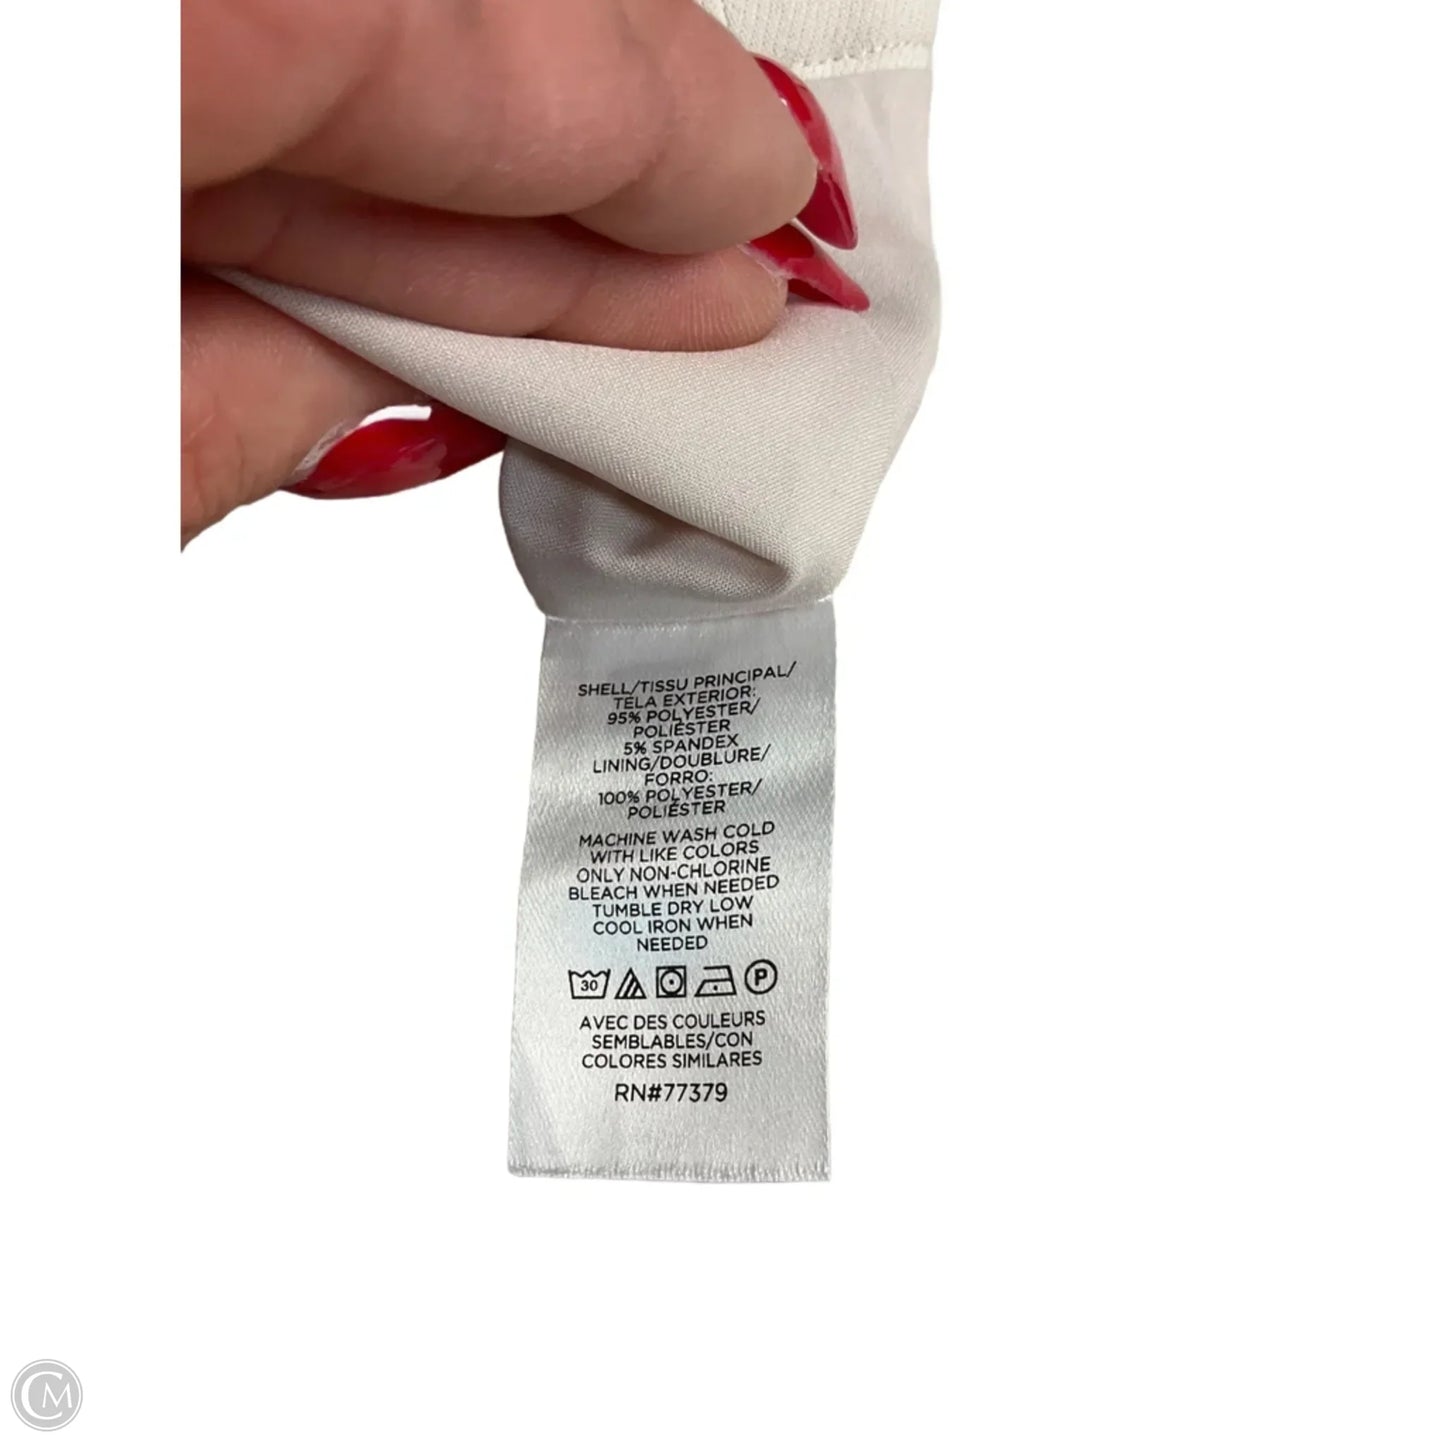 SHELL/TISSU PRINCIPAL/
TELA EXTERIOR:
95% POLYESTER/
POLIÉSTER
5% SPANDEX
LINING/DOUBLURE/
FORRO:
100% POLYESTER/
POLIÉSTER
MACHINE WASH COLD
WITH LIKE COLORS
ONLY NON-CHLORINE
BLEACH WHEN NEEDED
TUMBLE DRY LOW
COOL IRON WHEN
NEEDED
30 P
AVEC DES COULEURS
SEMBLABLES/CON
COLORES SIMILARES
RN#77379
CM